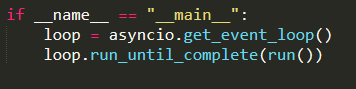 if __name__ == "__main__":
    loop = asyncio.get_event_loop()
    loop.run_until_complete(run())